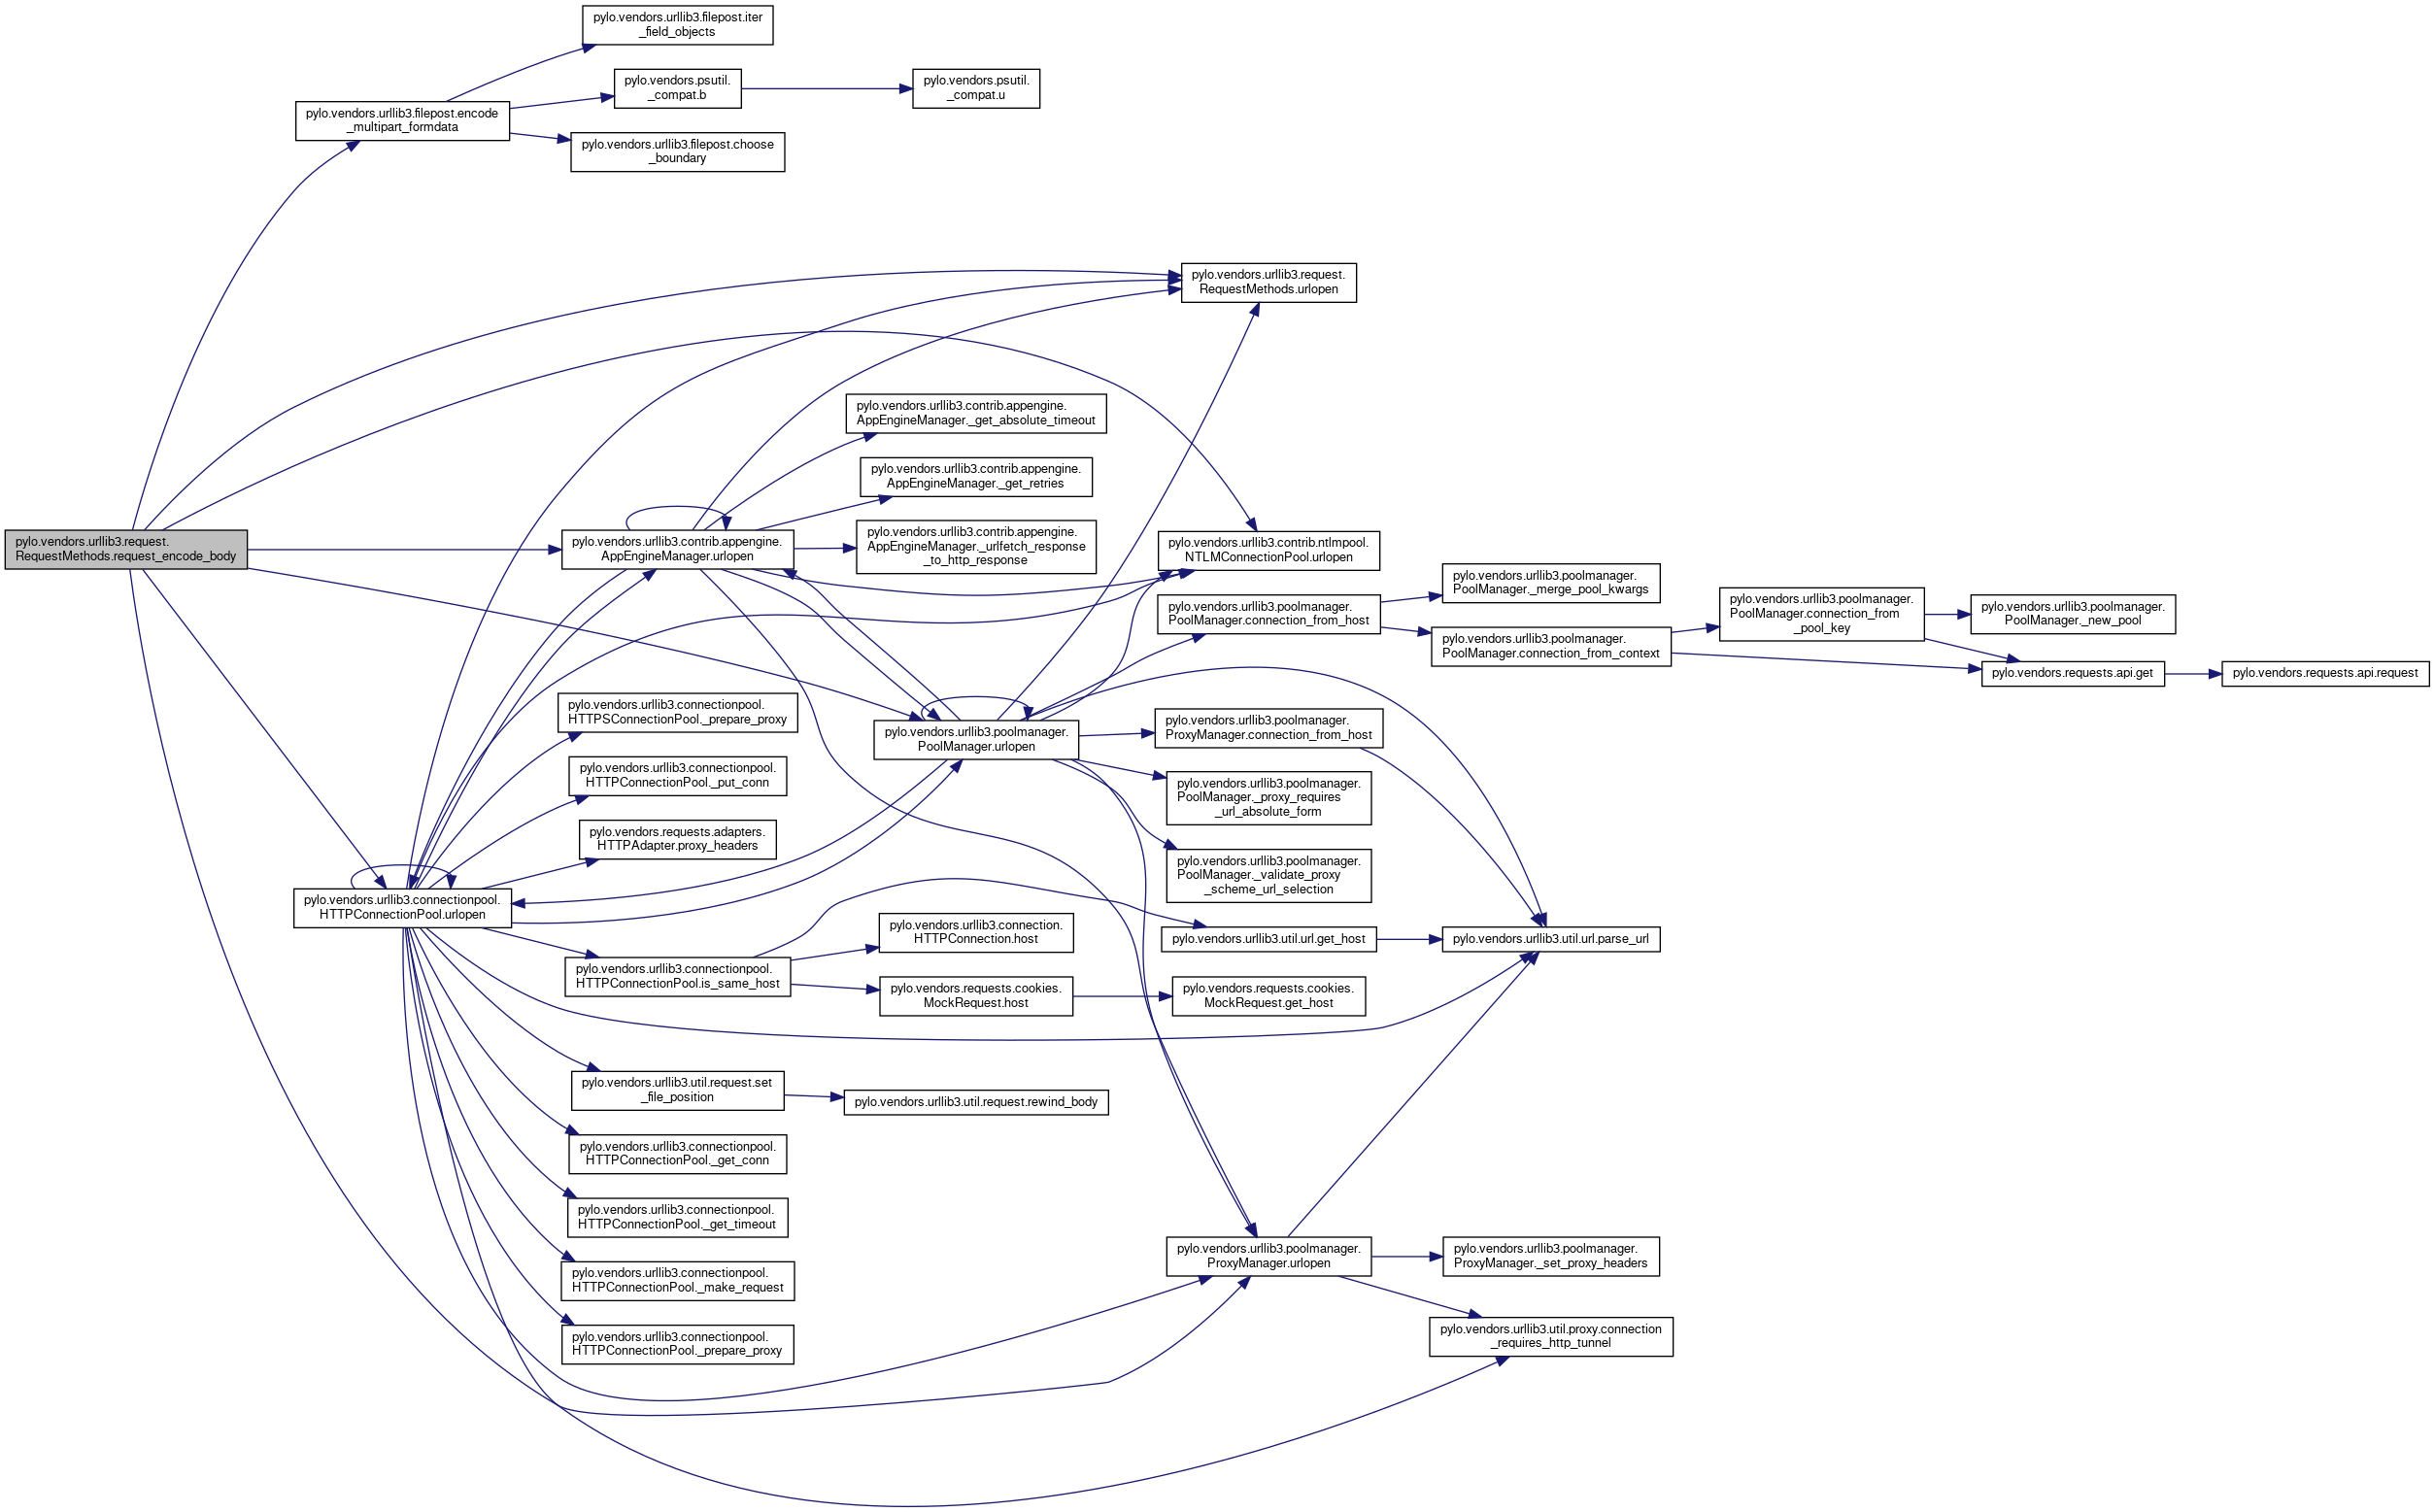 pylo.vendors.urllib3.filepost.iter
_field_objects
pylo.vendors.psutil.
_compat.b
pylo.vendors.psutil.
_compat.u
pylo.vendors.urllib3.filepost.encode
_multipart_formdata
pylo.vendors.urllib3.filepost.choose
_boundary
pylo.vendors.urllib3.request.
RequestMethods.urlopen
pylo.vendors.urllib3.contrib.appengine.
AppEngineManager._get_absolute_timeout
pylo.vendors.urllib3.contrib.appengine.
AppEngineManager._get_retries
pylo.vendors.urllib3.request.
RequestMethods.request_encode_body
pylo.vendors.urllib3.contrib.appengine.
AppEngineManager.urlopen
pylo.vendors.urllib3.contrib.appengine.
AppEngineManager._urlfetch_response
_to_http_response
pylo.vendors.urllib3.contrib.ntlmpool.
NTLMConnectionPool.urlopen
pylo.vendors.urllib3.poolmanager.
PoolManager._merge_pool_kwargs
pylo.vendors.urllib3.poolmanager.
PoolManager.connection_from_host
pylo.vendors.urllib3.poolmanager.
PoolManager.connection_from
_pool_key
pylo.vendors.urllib3.poolmanager.
PoolManager._new_pool
pylo.vendors.urllib3.poolmanager.
PoolManager.connection_from_context
pylo.vendors.requests.api.get
pylo.vendors.requests.api.request
pylo.vendors.urllib3.connectionpool.
HTTPSConnectionPool._prepare_proxy
pylo.vendors.urllib3.poolmanager.
PoolManager.urlopen
pylo.vendors.urllib3.poolmanager.
ProxyManager.connection_from_host
pylo.vendors.urllib3.connectionpool.
HTTPConnectionPool._put_conn
pylo.vendors.urllib3.poolmanager.
PoolManager._proxy_requires
_url_absolute_form
pylo.vendors.requests.adapters.
HTTPAdapter.proxy_headers
pylo.vendors.urllib3.poolmanager.
PoolManager._validate_proxy
_scheme_url_selection
pylo.vendors.urllib3.connectionpool.
HTTPConnectionPool.urlopen
pylo.vendors.urllib3.connection.
HTTPConnection.host
pylo.vendors.urllib3.util.url.get_host
pylo.vendors.urllib3.util.url.parse_url
pylo.vendors.urllib3.connectionpool.
HTTPConnectionPool.is_same_host
pylo.vendors.requests.cookies.
MockRequest.host
pylo.vendors.requests.cookies.
MockRequest.get_host
pylo.vendors.urllib3.util.request.set
_file_position
pylo.vendors.urllib3.util.request.rewind_body
pylo.vendors.urllib3.connectionpool.
HTTPConnectionPool._get_conn
pylo.vendors.urllib3.connectionpool.
HTTPConnectionPool._get_timeout
pylo.vendors.urllib3.poolmanager.
ProxyManager.urlopen
pylo.vendors.urllib3.poolmanager.
ProxyManager._set_proxy_headers
pylo.vendors.urllib3.connectionpool.
HTTPConnectionPool._make_request
pylo.vendors.urllib3.util.proxy.connection
_requires_http_tunnel
pylo.vendors.urllib3.connectionpool.
HTTPConnectionPool._prepare_proxy